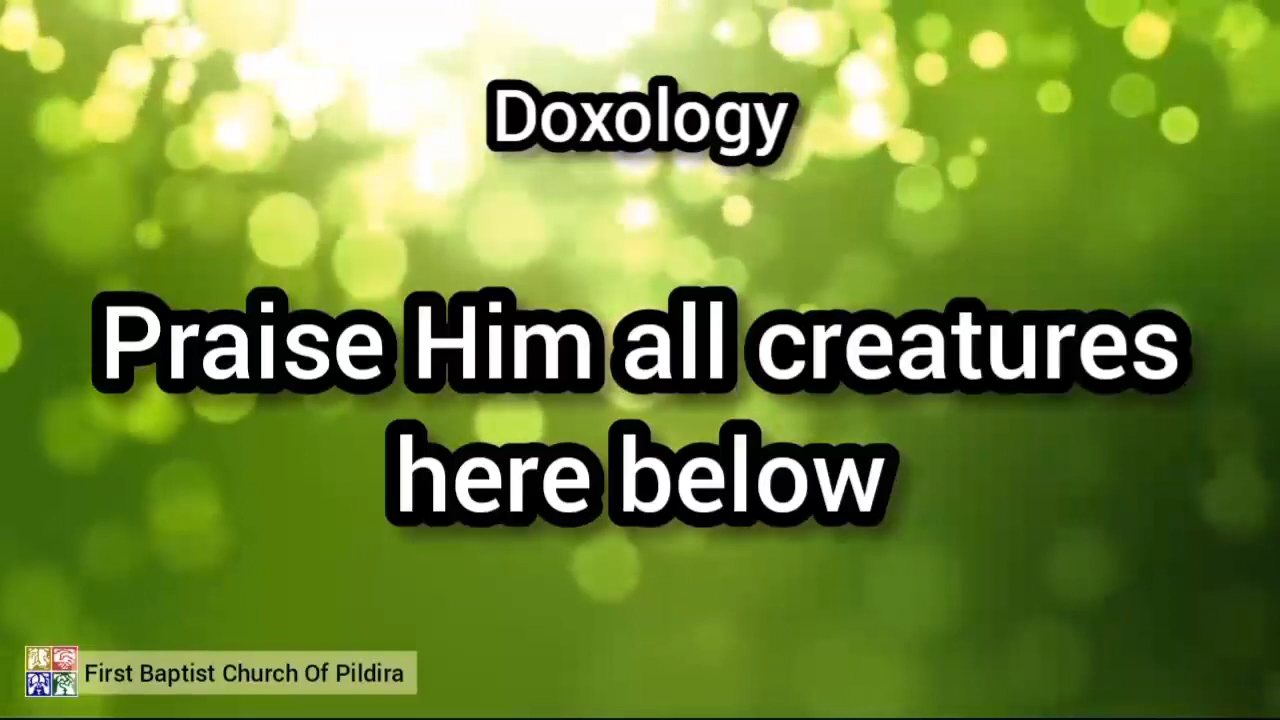 Doxology
Praise Him all creatures
here below
First Baptist Church Of Pildira